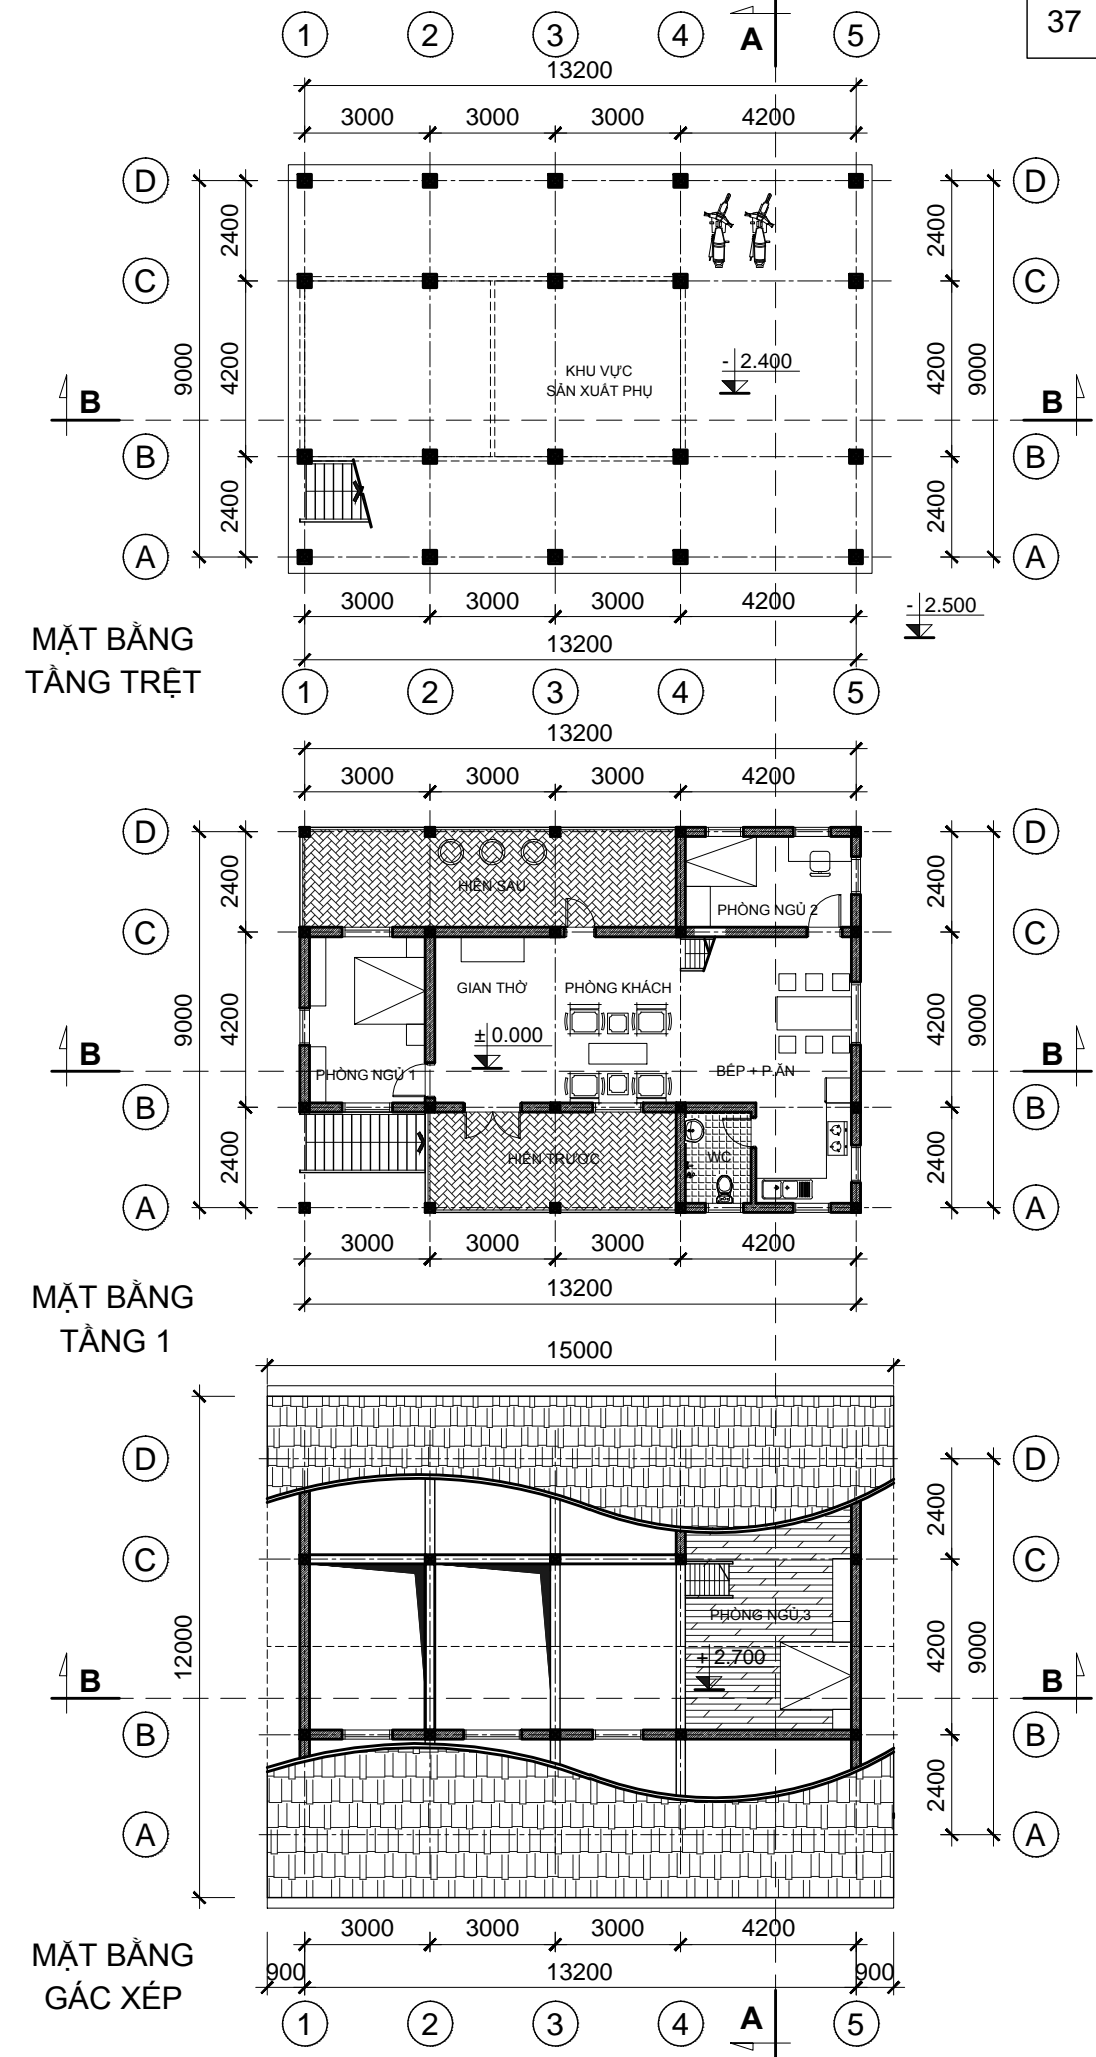 37
1 2 3 4 5
A
13200
3000 3000 3000 4200
D D
2400 2400
C C
9000 4200 4200 9000
KHU VỰC
SẢN XUẤT PHỤ
- 2.400
B B
B B
2400 2400
A A
3000 3000 3000 4200
- 2.500
13200
MẶT BẰNG
TẦNG TRỆT
1 2 3 4 5
13200
3000 3000 3000 4200
D D
2400 2400
HIÊN SAU
PHÒNG NGỦ 2
C C
GIAN THỜ PHÒNG KHÁCH
9000 4200 4200 9000
± 0.000
B B
PHÒNG NGỦ 1 BẾP + P.ĂN
B B
2400 2400
HIÊN TRƯỚC WC
A A
3000 3000 3000 4200
13200
MẶT BẰNG
TẦNG 1
15000
D D
2400
C C
12000 4200 9000
PHÒNG NGỦ 3
+ 2.700
B B
B B
2400
A A
3000 3000 3000 4200
MẶT BẰNG
GÁC XÉP
900 13200 900
1 2 3 4 A 5